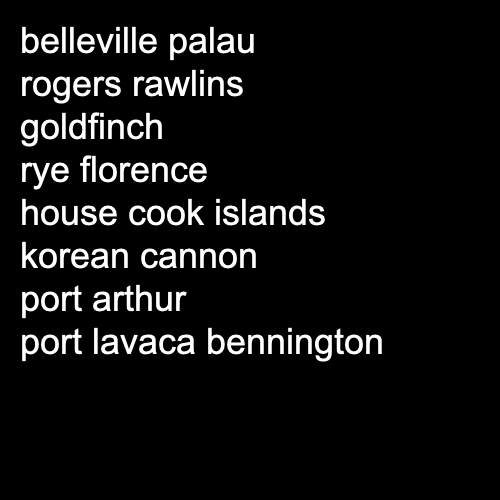 belleville palau
rogers rawlins
goldfinch
rye florence
house cook islands
korean cannon
port arthur
port lavaca bennington